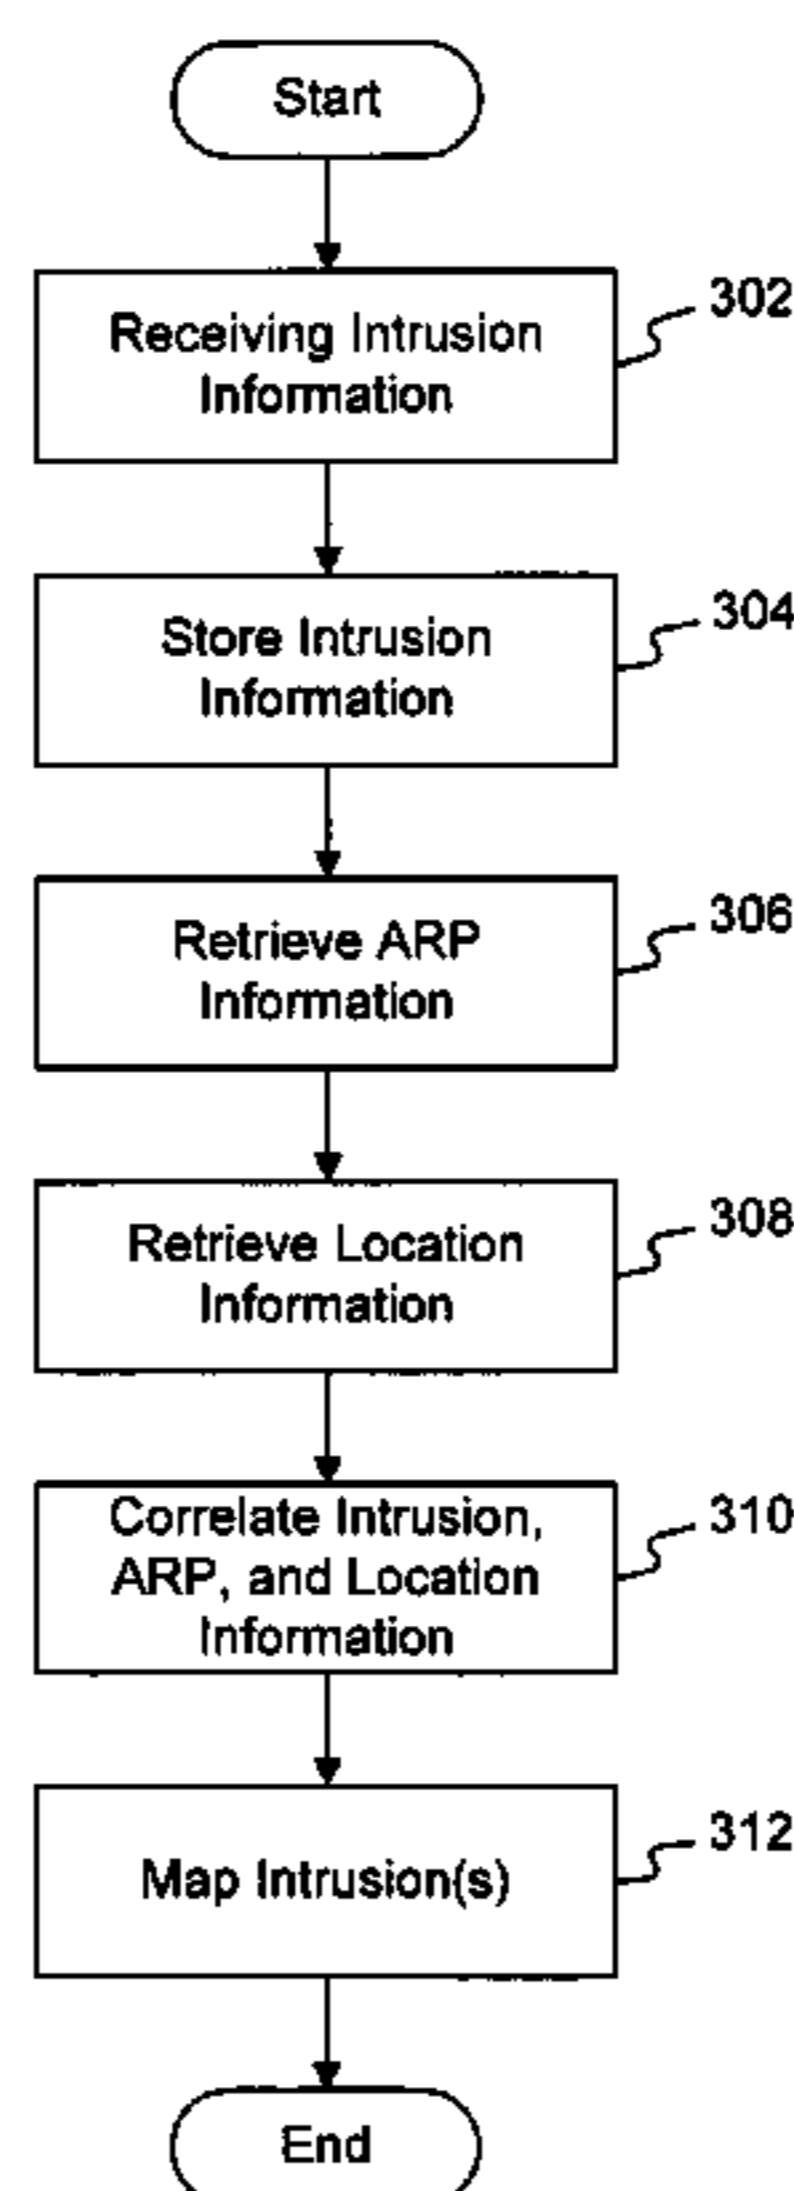 Start
Receiving Intrusion
Information
302
Store Intrusion
Information
304
Retrieve ARP
Information
306
Retrieve Location
Information
308
Correlate Intrusion,
ARP, and Location
Information
310
Map Intrusion(s)
312
End